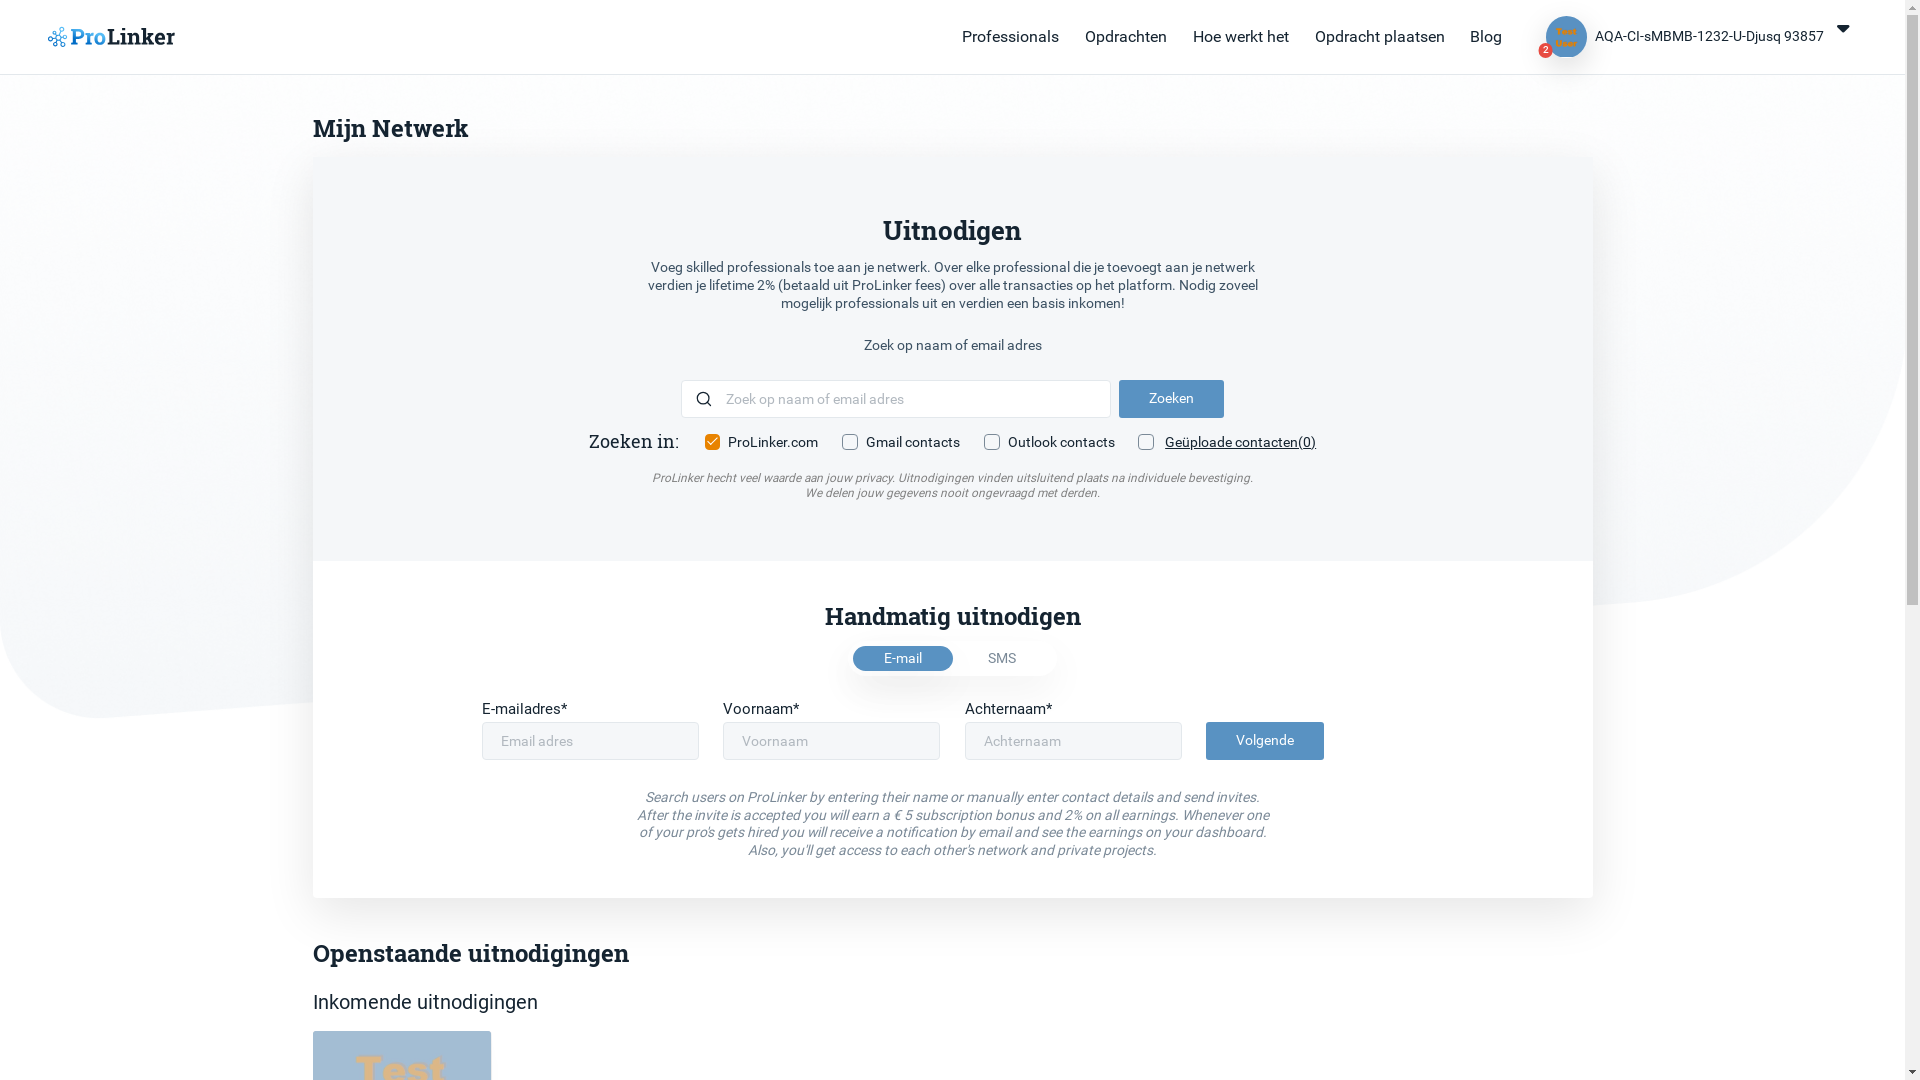 ProLinker
Professionals
Opdrachten
Hoe werkt het
Opdracht plaatsen
Blog
Test
User
2
AQA-CI-sMBMB-1232-U-Djusq 93857
Mijn Netwerk
Uitnodigen
Voeg skilled professionals toe aan je netwerk. Over elke professional die je toevoegt aan je netwerk
verdien je lifetime 2% (betaald uit ProLinker fees) over alle transacties op het platform. Nodig zoveel
mogelijk professionals uit en verdien een basis inkomen!
Zoek op naam of email adres
Zoek op naam of email adres
Zoeken
Zoeken in:
ProLinker.com
Gmail contacts
Outlook contacts
Geüploade contacten(0)
ProLinker hecht veel waarde aan jouw privacy. Uitnodigingen vinden uitsluitend plaats na individuele bevestiging.
We delen jouw gegevens nooit ongevraagd met derden.
Handmatig uitnodigen
E-mail
SMS
E-mailadres*
Voornaam*
Achternaam*
Email adres
Voornaam
Achternaam
Volgende
Search users on ProLinker by entering their name or manually enter contact details and send invites.
After the invite is accepted you will earn a € 5 subscription bonus and 2% on all earnings. Whenever one
of your pro's gets hired you will receive a notification by email and see the earnings on your dashboard.
Also, you'll get access to each other's network and private projects.
Openstaande uitnodigingen
Inkomende uitnodigingen
Test